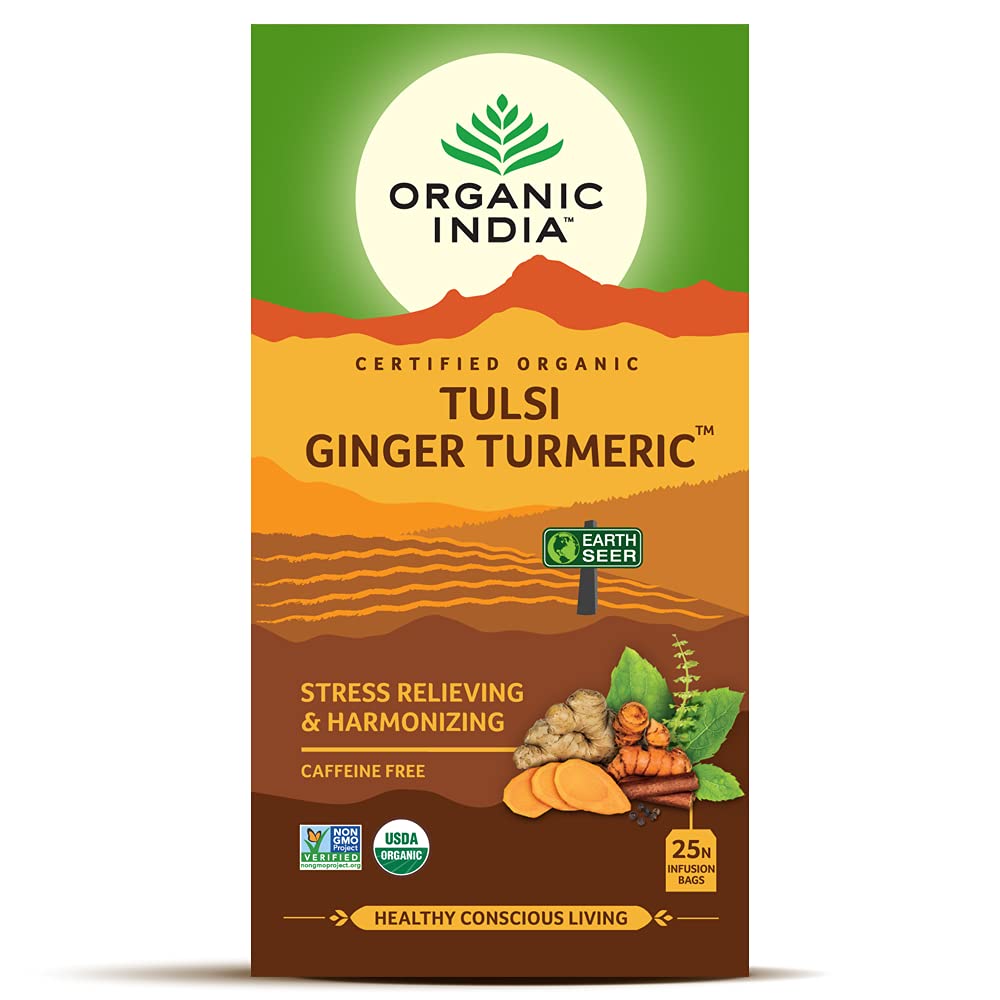 ORGANIC
INDIA™
CERTIFIED ORGANIC
TULSI
GINGER TURMERIC™
EARTH
SEER
STRESS RELIEVING
& HARMONIZING
CAFFEINE FREE
NON
GMO
Project
VERIFIED
nongmoproject.org
USDA
ORGANIC
25N
INFUSION
BAGS
HEALTHY CONSCIOUS LIVING